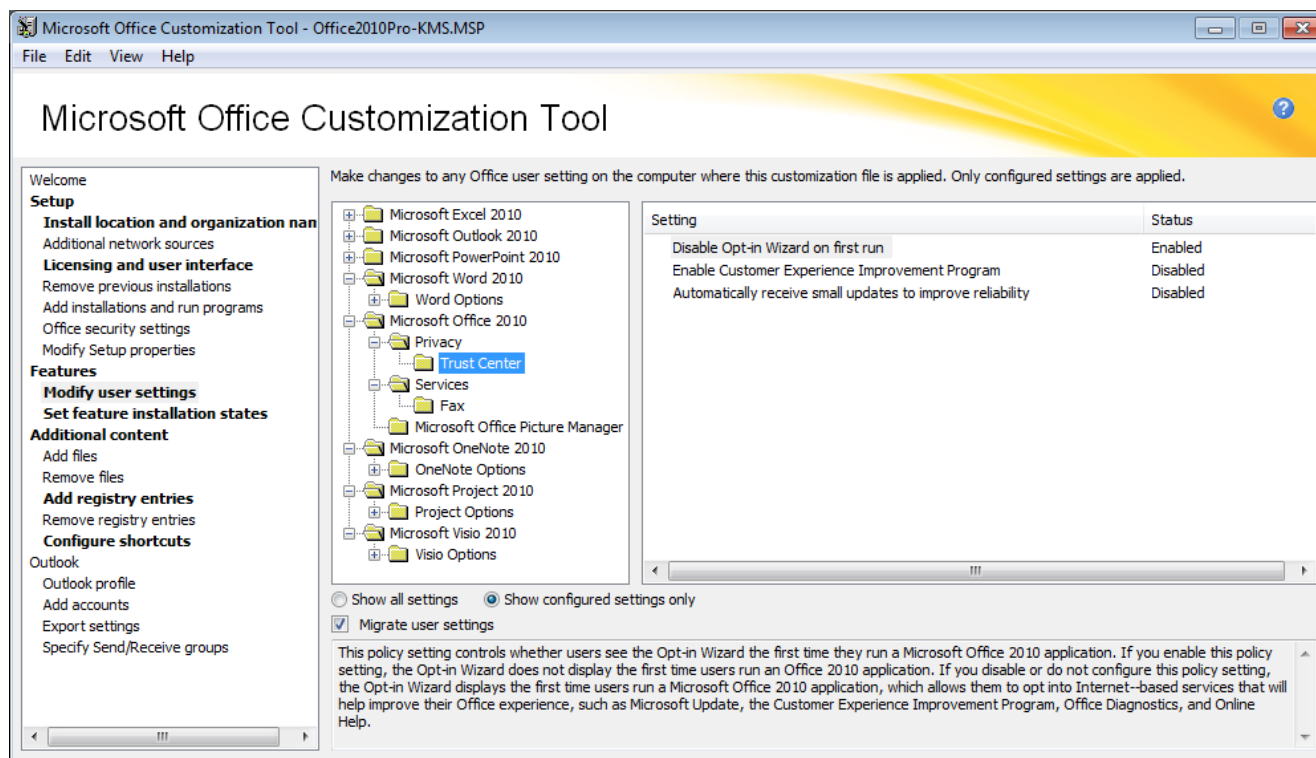 Microsoft Office Customization Tool - Office2010Pro-KMS.MSP
File Edit View Help
Microsoft Office Customization Tool
Welcome
Setup
Install location and organization nan
Additional network sources
Licensing and user interface
Remove previous installations
Add installations and run programs
Office security settings
Modify Setup properties
Features
Modify user settings
Set feature installation states
Additional content
Add files
Remove files
Add registry entries
Remove registry entries
Configure shortcuts
Outlook
Outlook profile
Add accounts
Export settings
Specify Send/Receive groups
Make changes to any Office user setting on the computer where this customization file is applied. Only configured settings are applied.
Microsoft Excel 2010
Microsoft Outlook 2010
Microsoft PowerPoint 2010
Microsoft Word 2010
Word Options
Microsoft Office 2010
Privacy
Trust Center
Services
Fax
Microsoft Office Picture Manager
Microsoft OneNote 2010
OneNote Options
Microsoft Project 2010
Project Options
Microsoft Visio 2010
Visio Options
Setting Status
Disable Opt-in Wizard on first run Enabled
Enable Customer Experience Improvement Program Disabled
Automatically receive small updates to improve reliability Disabled
Show all settings Show configured settings only
Migrate user settings
This policy setting controls whether users see the Opt-in Wizard the first time they run a Microsoft Office 2010 application. If you enable this policy
setting, the Opt-in Wizard does not display the first time users run an Office 2010 application. If you disable or do not configure this policy setting,
the Opt-in Wizard displays the first time users run a Microsoft Office 2010 application, which allows them to opt into Internet--based services that will
help improve their Office experience, such as Microsoft Update, the Customer Experience Improvement Program, Office Diagnostics, and Online
Help.